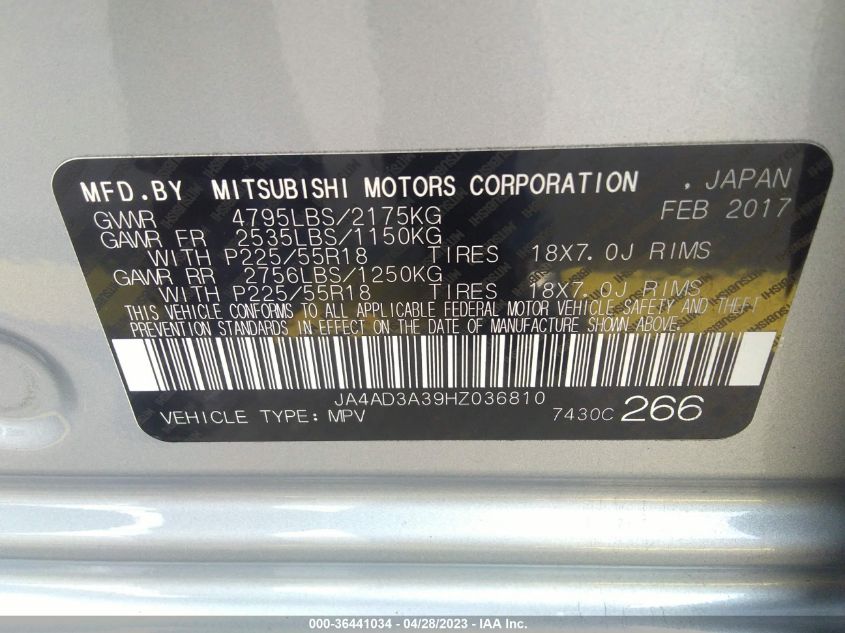 MFD.BY MITSUBISHI MOTORS CORPORATION , JAPAN
GVWR 4795LBS/2175KG FEB 2017
GAWR FR 2535LBS/1150KG
WITH P225/55R18 TIRES 18X7.0J RIMS
GAWR RR 2756LBS/1250KG
WITH P225/55R18 TIRES 18X7.0J RIMS
THIS VEHICLE CONFORMS TO ALL APPLICABLE FEDERAL MOTOR VEHICLE SAFETY AND THEFT
PREVENTION STANDARDS IN EFFECT ON THE DATE OF MANUFACTURE SHOWN ABOVE.
JA4AD3A39HZ036810
VEHICLE TYPE: MPV 7430C 266
000-36441034 / 04/28/2023 - © IAA Inc.